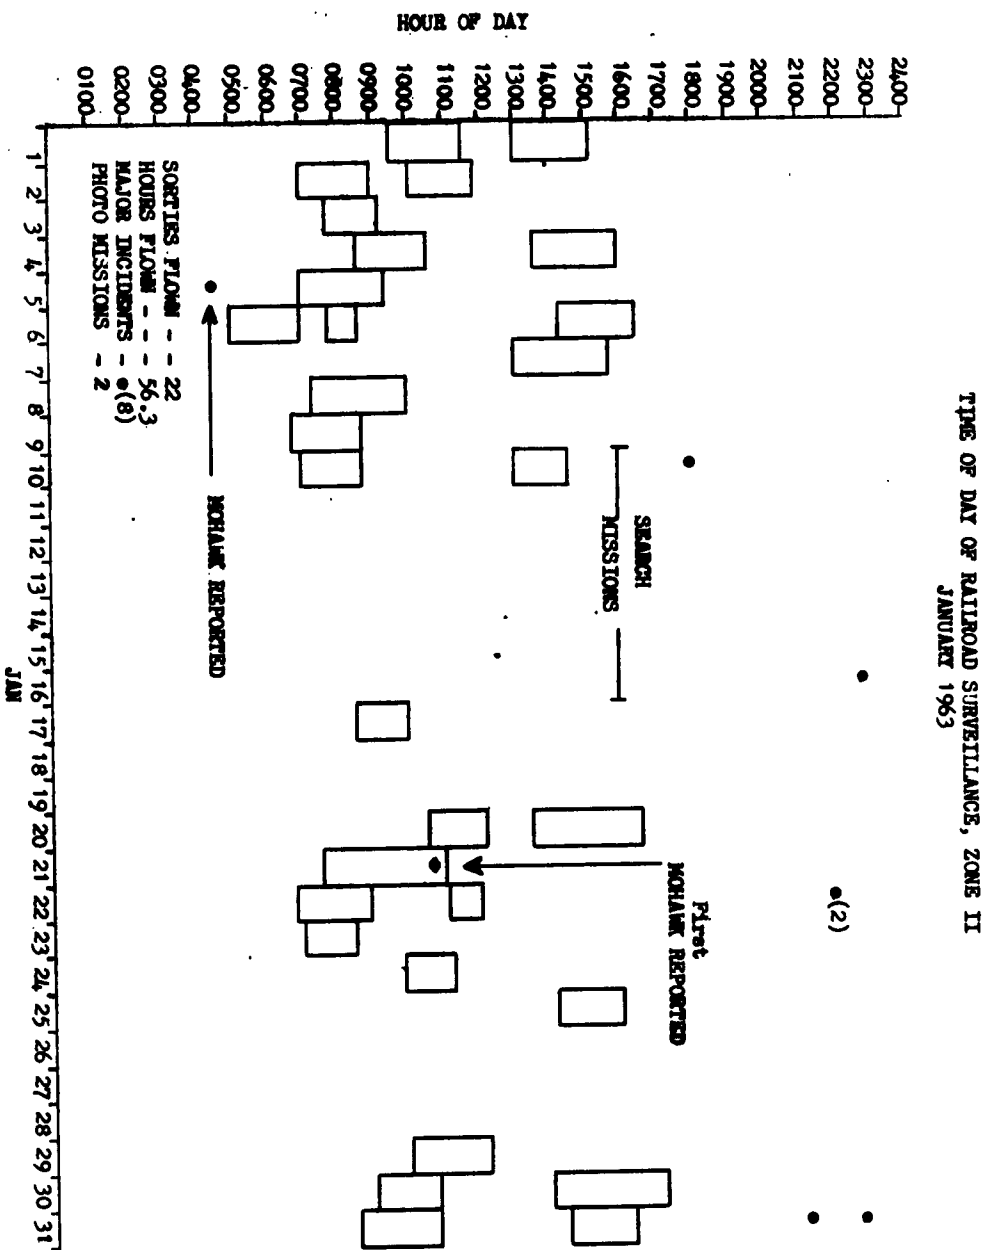 TIME OF DAY OF RAILROAD SURVEILLANCE, ZONE II
JANUARY 1963
HOUR OF DAY
2400
2300
2200
2100
2000
1900
1800
1700
1600
1500
1400
1300
1200
1100
1000
0900
0800
0700
0600
0500
0400
0300
0200
0100
(2)
First
MOHAWK REPORTED
SEARCH
MISSIONS
MOHAWK REPORTED
SORTIES FLOWN - - 22
HOURS FLOWN - - - 56.3
MAJOR INCIDENTS - ●(8)
PHOTO MISSIONS - 2
1 2 3 4 5 6 7 8 9 10 11 12 13 14 15 16 17 18 19 20 21 22 23 24 25 26 27 28 29 30 31
JAN